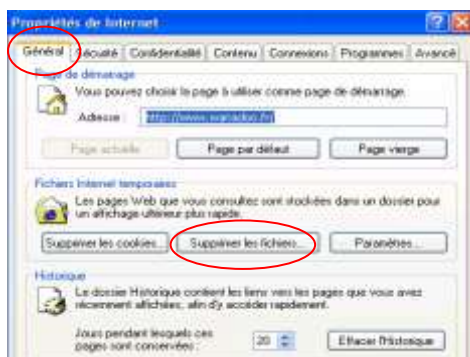 Propriétés de Internet
Général Sécurité Confidentialité Contenu Connexions Programmes Avancé
Page de démarrage
Vous pouvez choisir la page à utiliser comme page de démarrage.
Adresse : http://www.wanadoo.fr/
Page actuelle Page par défaut Page vierge
Fichiers Internet temporaires
Les pages Web que vous consultez sont stockées dans un dossier pour
un affichage ultérieur plus rapide.
Supprimer les cookies... Supprimer les fichiers... Paramètres...
Historique
Le dossier Historique contient les liens vers les pages que vous avez
récemment affichées, afin d'y accéder rapidement.
Jours pendant lesquels ces
pages sont conservées : 20 Effacer l'Historique